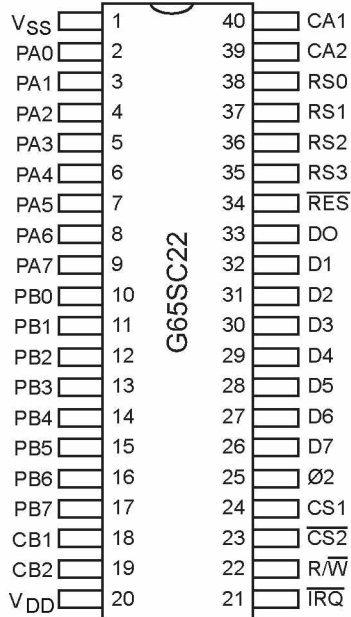 VSS 1 40 CA1
PA0 2 39 CA2
PA1 3 38 RS0
PA2 4 37 RS1
PA3 5 36 RS2
PA4 6 35 RS3
PA5 7 34 R̅E̅S̅
PA6 8 33 DO
PA7 9 32 D1
PB0 10 31 D2
PB1 11 30 D3
PB2 12 29 D4
PB3 13 28 D5
PB4 14 27 D6
PB5 15 26 D7
PB6 16 25 Ø2
PB7 17 24 CS1
CB1 18 23 C̅S̅2̅
CB2 19 22 R/W̅
VDD 20 21 I̅R̅Q̅
G65SC22